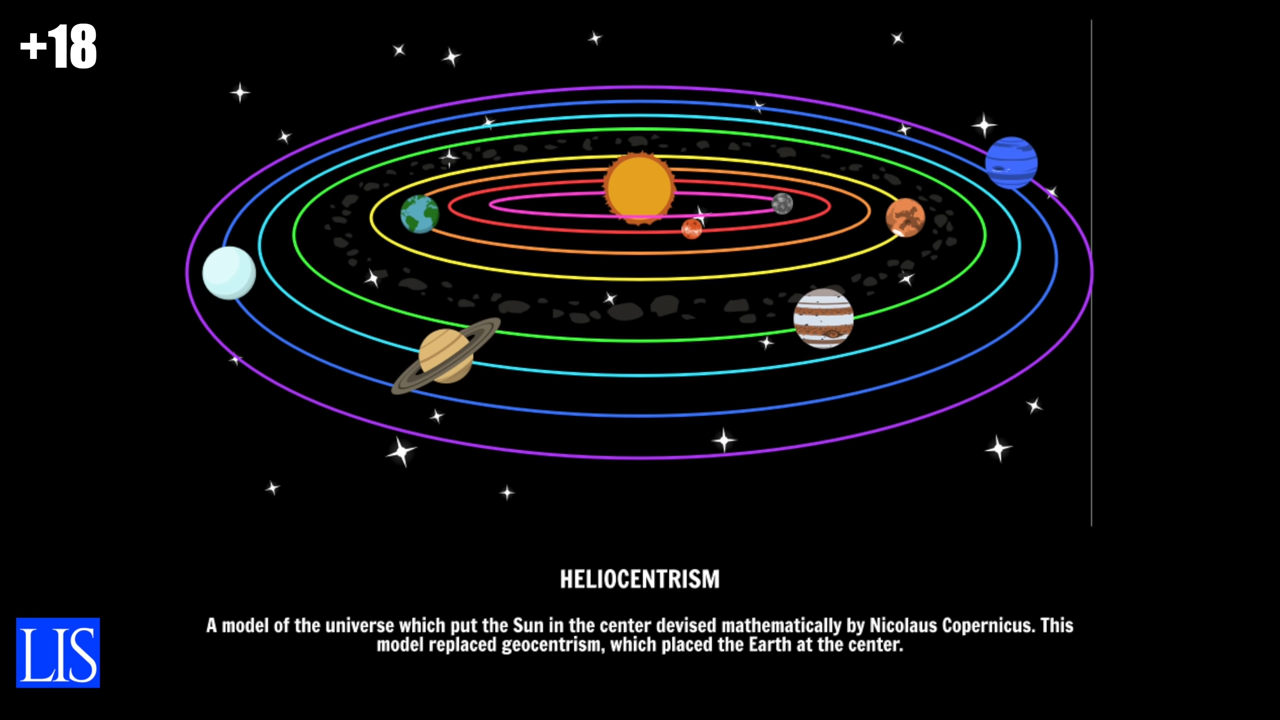 +18
HELIOCENTRISM
A model of the universe which put the Sun in the center devised mathematically by Nicolaus Copernicus. This
model replaced geocentrism, which placed the Earth at the center.
LIS